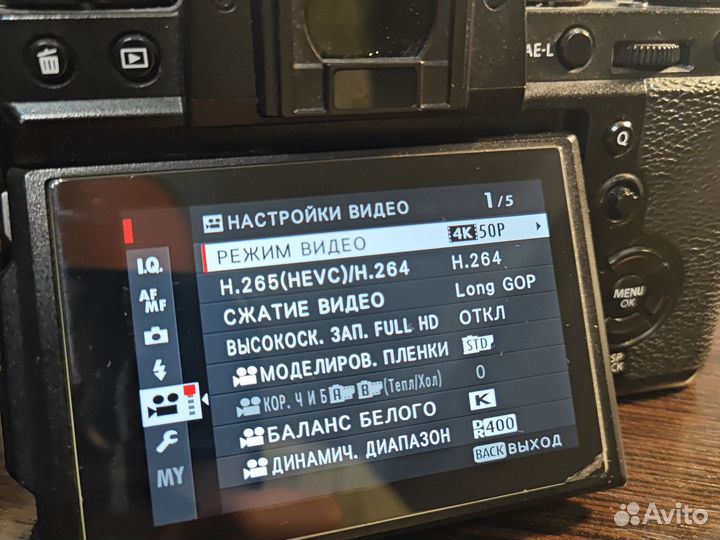 AE-L
Q
НАСТРОЙКИ ВИДЕО 1/5
РЕЖИМ ВИДЕО 4K 50P
H.265(HEVC)/H.264 H.264
СЖАТИЕ ВИДЕО Long GOP
ВЫСОКОСК. ЗАП. FULL HD ОТКЛ
МОДЕЛИРОВ. ПЛЕНКИ STD
КОР. Ч И Б (Тепл/Хол) 0
БАЛАНС БЕЛОГО K
ДИНАМИЧ. ДИАПАЗОН DR400
BACK ВЫХОД
I.Q.
AF
MF
MY
MENU
OK
Avito